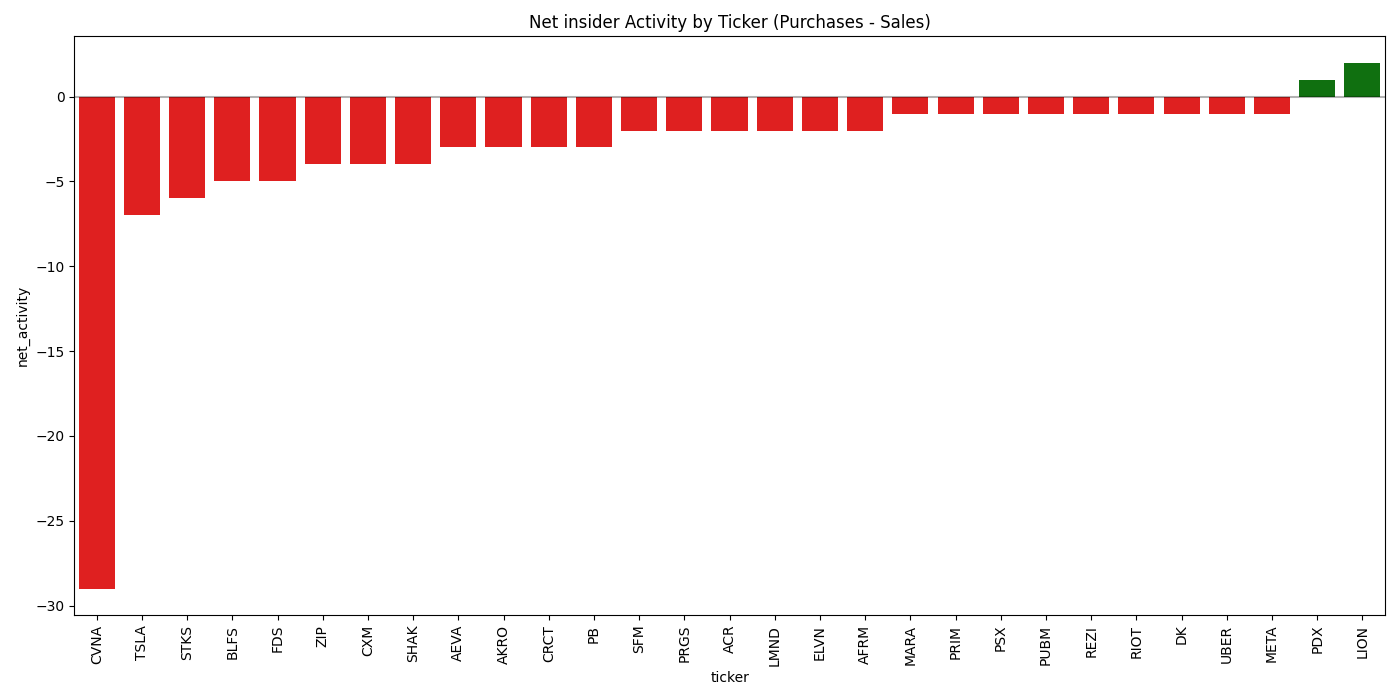 Net insider Activity by Ticker (Purchases - Sales)
net_activity
0
−5
−10
−15
−20
−25
−30
CVNA
TSLA
STKS
BLFS
FDS
ZIP
CXM
SHAK
AEVA
AKRO
CRCT
PB
SFM
PRGS
ACR
LMND
ELVN
AFRM
MARA
PRIM
PSX
PUBM
REZI
RIOT
DK
UBER
META
PDX
LION
ticker